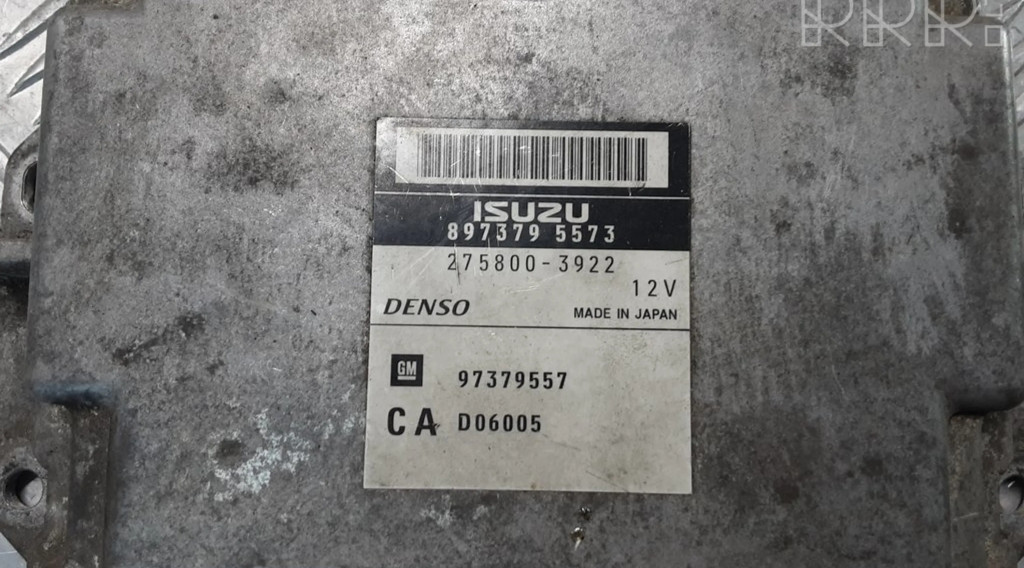 RRR
ISUZU
897379 5573
275800-3922
12V
DENSO MADE IN JAPAN
GM 97379557
CA D06005